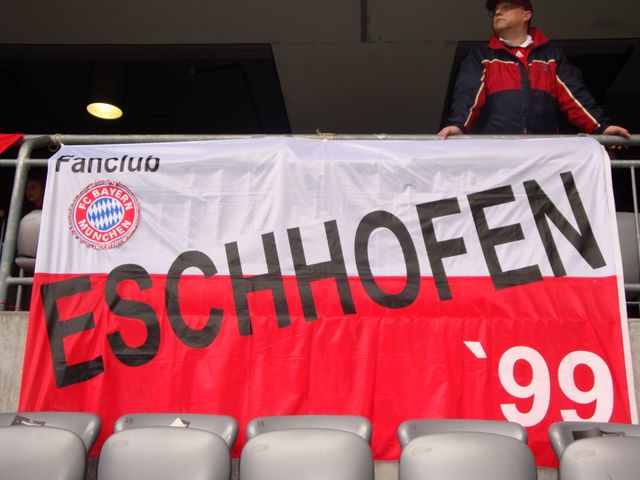 Fanclub
FC BAYERN
MÜNCHEN
ESCHHOFEN
`99